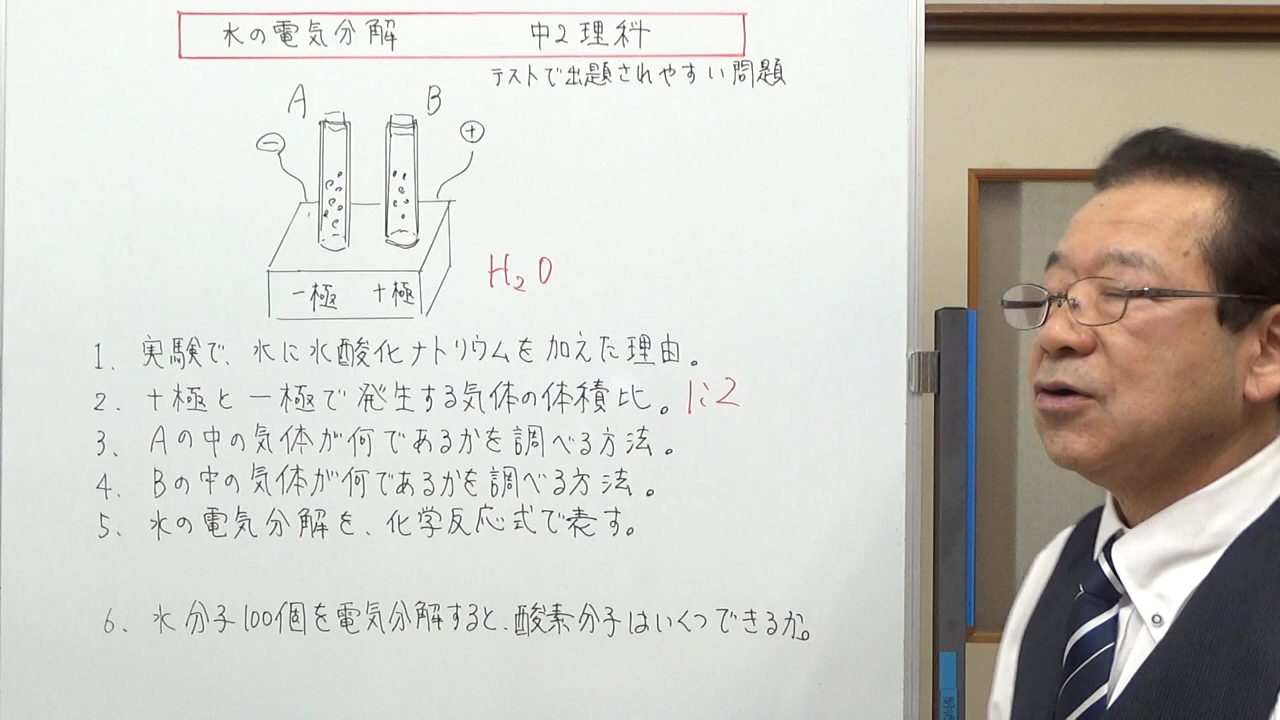 水の電気分解 中2理科
テストで出題されやすい問題
A B
⊖ ⊕
H₂O
一極 十極
1. 実験で、水に水酸化ナトリウムを加えた理由。
2. +極と−極で発生する気体の体積比。1:2
3. Aの中の気体が何であるかを調べる方法。
4. Bの中の気体が何であるかを調べる方法。
5. 水の電気分解を、化学反応式で表す。
6. 水分子100個を電気分解すると、酸素分子はいくつできるか。